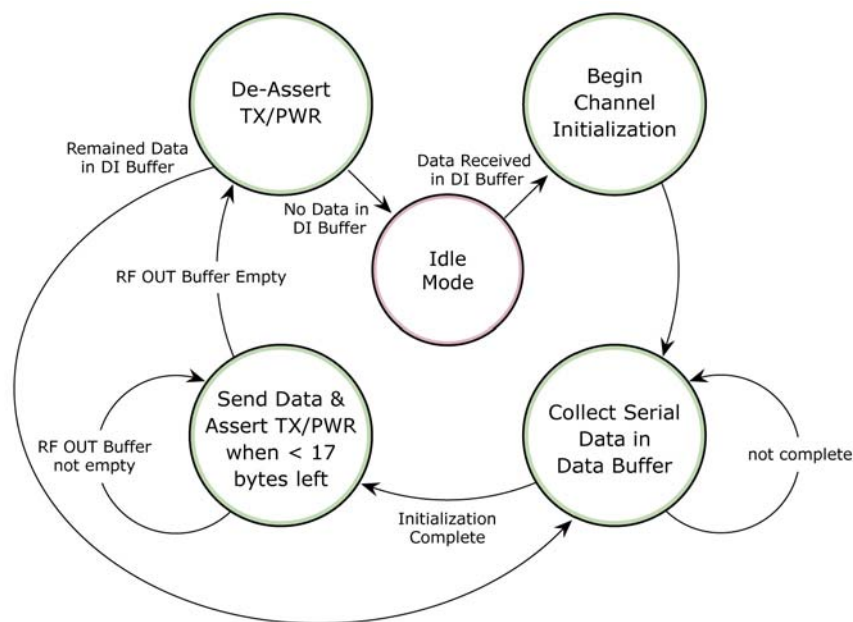 De-Assert
TX/PWR
Begin
Channel
Initialization
Remained Data
in DI Buffer
Data Received
in DI Buffer
No Data in
DI Buffer
Idle
Mode
RF OUT Buffer Empty
Send Data &
Assert TX/PWR
when < 17
bytes left
Collect Serial
Data in
Data Buffer
RF OUT Buffer
not empty
not complete
Initialization
Complete